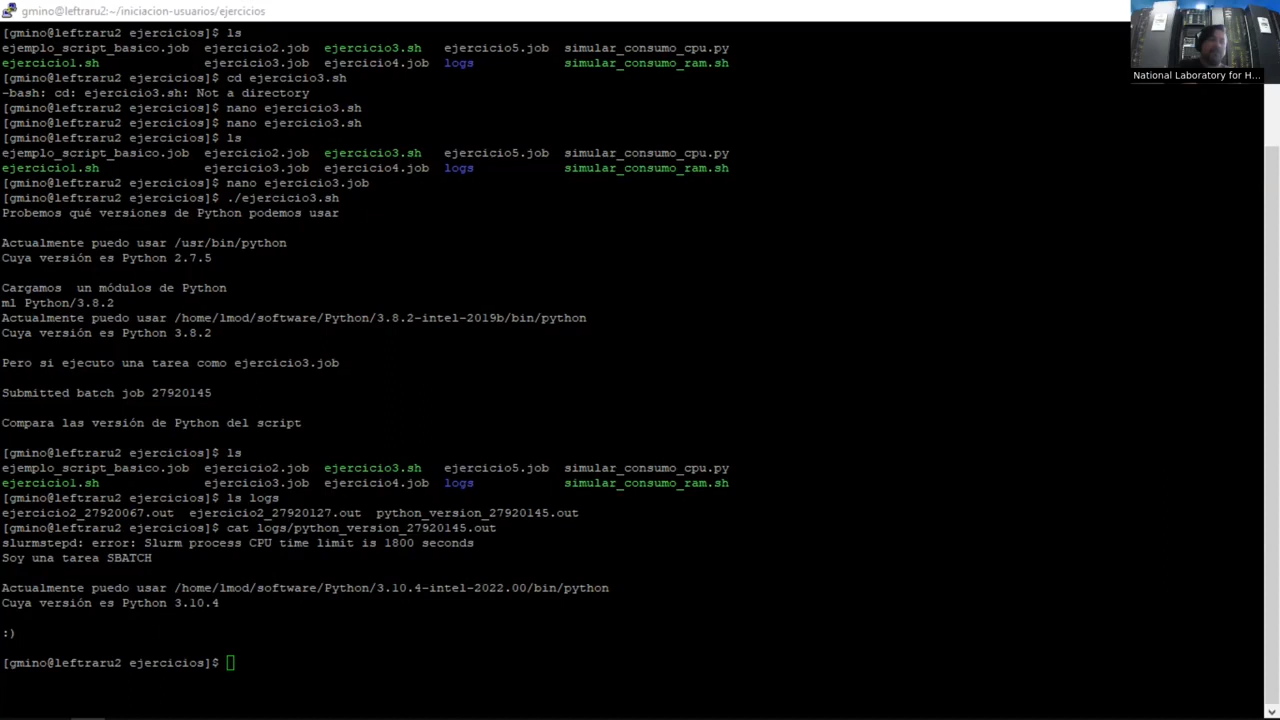 gmino@leftraru2:~/iniciacion-usuarios/ejercicios
National Laboratory for H...
[gmino@leftraru2 ejercicios]$ ls
ejemplo_script_basico.job ejercicio2.job ejercicio3.sh ejercicio5.job simular_consumo_cpu.py
ejercicio1.sh ejercicio3.job ejercicio4.job logs simular_consumo_ram.sh
[gmino@leftraru2 ejercicios]$ cd ejercicio3.sh
-bash: cd: ejercicio3.sh: Not a directory
[gmino@leftraru2 ejercicios]$ nano ejercicio3.sh
[gmino@leftraru2 ejercicios]$ nano ejercicio3.sh
[gmino@leftraru2 ejercicios]$ ls
ejemplo_script_basico.job ejercicio2.job ejercicio3.sh ejercicio5.job simular_consumo_cpu.py
ejercicio1.sh ejercicio3.job ejercicio4.job logs simular_consumo_ram.sh
[gmino@leftraru2 ejercicios]$ nano ejercicio3.job
[gmino@leftraru2 ejercicios]$ ./ejercicio3.sh
Probemos qué versiones de Python podemos usar
Actualmente puedo usar /usr/bin/python
Cuya versión es Python 2.7.5
Cargamos un módulos de Python
ml Python/3.8.2
Actualmente puedo usar /home/lmod/software/Python/3.8.2-intel-2019b/bin/python
Cuya versión es Python 3.8.2
Pero si ejecuto una tarea como ejercicio3.job
Submitted batch job 27920145
Compara las versión de Python del script
[gmino@leftraru2 ejercicios]$ ls
ejemplo_script_basico.job ejercicio2.job ejercicio3.sh ejercicio5.job simular_consumo_cpu.py
ejercicio1.sh ejercicio3.job ejercicio4.job logs simular_consumo_ram.sh
[gmino@leftraru2 ejercicios]$ ls logs
ejercicio2_27920067.out ejercicio2_27920127.out python_version_27920145.out
[gmino@leftraru2 ejercicios]$ cat logs/python_version_27920145.out
slurmstepd: error: Slurm process CPU time limit is 1800 seconds
Soy una tarea SBATCH
Actualmente puedo usar /home/lmod/software/Python/3.10.4-intel-2022.00/bin/python
Cuya versión es Python 3.10.4
:)
[gmino@leftraru2 ejercicios]$